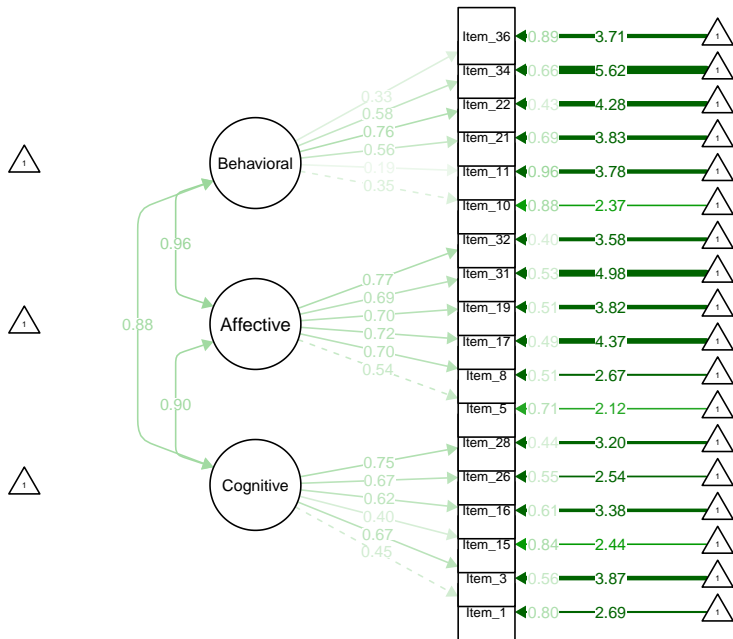 Item_36 0.89 3.71 1
Item_34 0.66 5.62 1
0.33
0.58
Item_22 0.43 4.28 1
0.76
Item_21 0.69 3.83 1
0.56
1 Behavioral
0.19
Item_11 0.96 3.78 1
0.35
Item_10 0.88 2.37 1
0.96
Item_32 0.40 3.58 1
Item_31 0.53 4.98 1
0.77
0.69
Item_19 0.51 3.82 1
0.70
1 0.88 Affective
0.72
Item_17 0.49 4.37 1
0.70
0.54
Item_8 0.51 2.67 1
0.90
Item_5 0.71 2.12 1
Item_28 0.44 3.20 1
0.75
0.67
Item_26 0.55 2.54 1
1 Cognitive
0.62
Item_16 0.61 3.38 1
0.40
0.67
Item_15 0.84 2.44 1
0.45
Item_3 0.56 3.87 1
Item_1 0.80 2.69 1